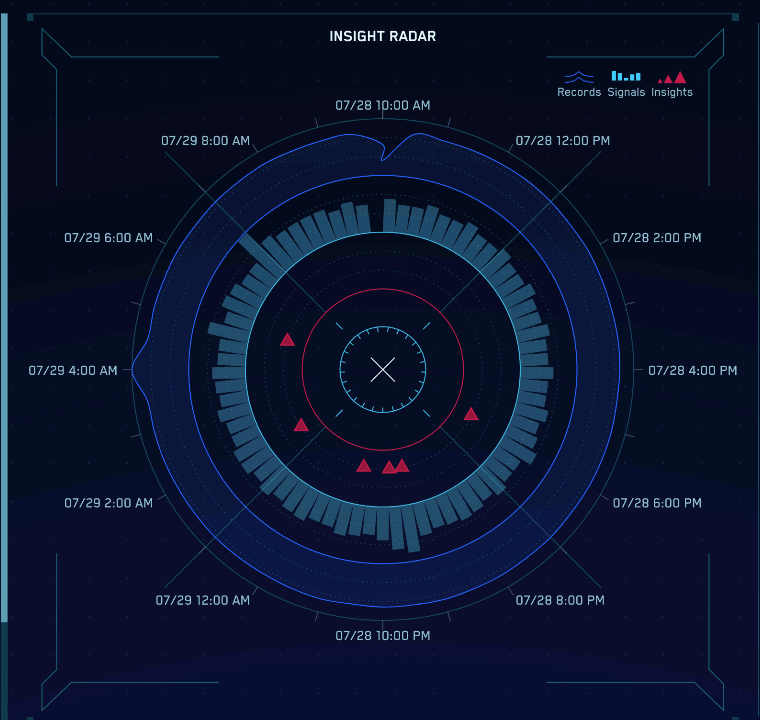 INSIGHT RADAR
Records Signals Insights
07/28 10:00 AM
07/29 8:00 AM
07/28 12:00 PM
07/29 6:00 AM
07/28 2:00 PM
07/29 4:00 AM
07/28 4:00 PM
07/29 2:00 AM
07/28 6:00 PM
07/29 12:00 AM
07/28 8:00 PM
07/28 10:00 PM